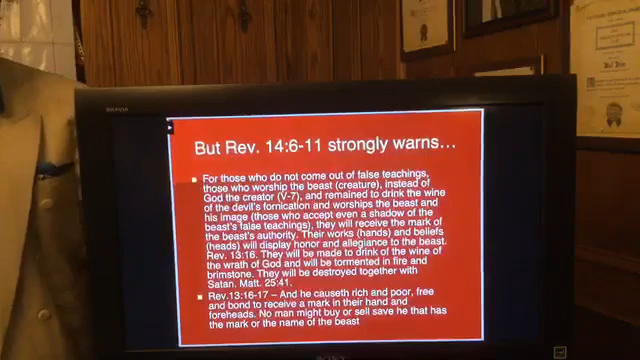 BRAVIA
But Rev. 14:6-11 strongly warns...
For those who do not come out of false teachings,
those who worship the beast (creature), instead of
God the creator (V-7), and remained to drink the wine
of the devil's fornication and worships the beast and
his image (those who accept even a shadow of the
beast's false teachings), they will receive the mark of
the beast's authority. Their works (hands) and beliefs
(heads) will display honor and allegiance to the beast.
Rev. 13:16. They will be made to drink of the wine of
the wrath of God and will be tormented in fire and
brimstone. They will be destroyed together with
Satan. Matt. 25:41.
Rev.13:16-17 – And he causeth rich and poor, free
and bond to receive a mark in their hand and
foreheads. No man might buy or sell save he that has
the mark or the name of the beast
SONY